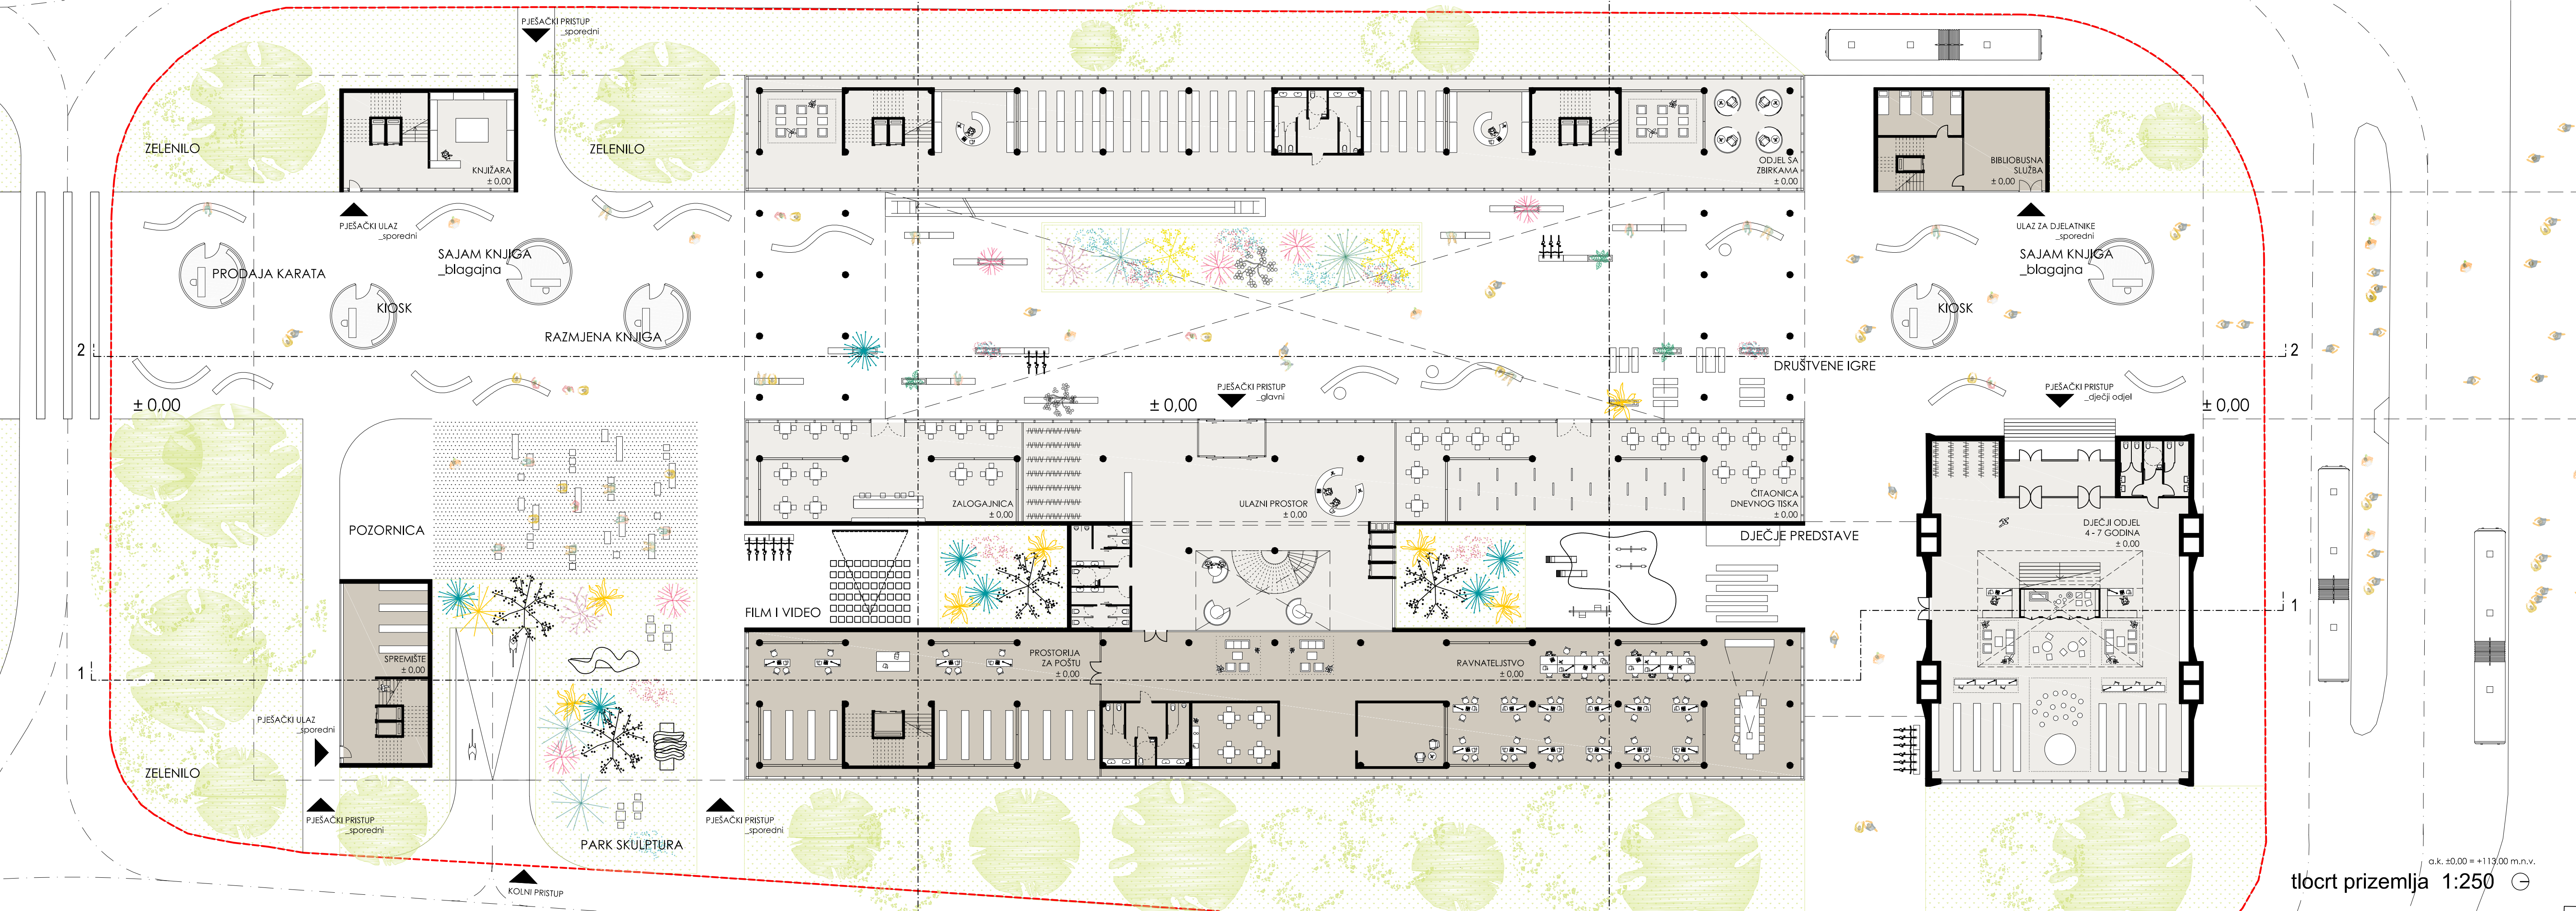 PJEŠAČKI PRISTUP
_sporedni
ZELENILO
ZELENILO
KNJIŽARA
± 0,00
ODJEL SA
ZBIRKAMA
± 0,00
BIBLIOBUSNA
SLUŽBA
± 0,00
PJEŠAČKI ULAZ
_sporedni
ULAZ ZA DJELATNIKE
_sporedni
SAJAM KNJIGA
_blagajna
SAJAM KNJIGA
_blagajna
PRODAJA KARATA
KIOSK
KIOSK
RAZMJENA KNJIGA
2
2
DRUŠTVENE IGRE
PJEŠAČKI PRISTUP
_glavni
PJEŠAČKI PRISTUP
_dječji odjel
± 0,00
± 0,00
± 0,00
ZALOGAJNICA
± 0,00
ULAZNI PROSTOR
± 0,00
ČITAONICA
DNEVNOG TISKA
± 0,00
POZORNICA
DJEČJE PREDSTAVE
DJEČJI ODJEL
4 - 7 GODINA
± 0,00
FILM I VIDEO
1
1
SPREMIŠTE
± 0,00
PROSTORIJA
ZA POŠTU
± 0,00
RAVNATELJSTVO
± 0,00
PJEŠAČKI ULAZ
_sporedni
ZELENILO
PJEŠAČKI PRISTUP
_sporedni
PJEŠAČKI PRISTUP
_sporedni
PARK SKULPTURA
KOLNI PRISTUP
a.k. ±0,00 = +113,00 m.n.v.
tlocrt prizemlja 1:250